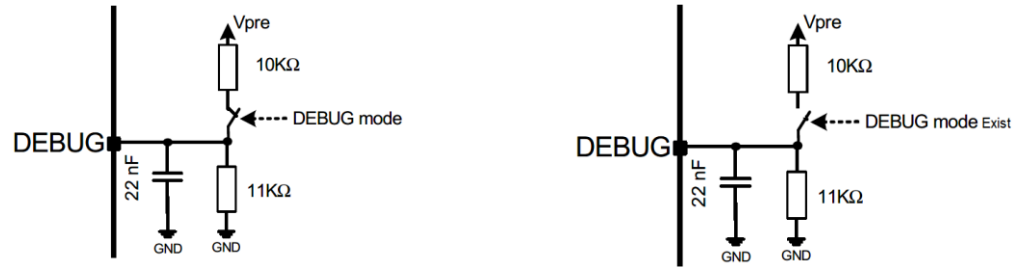 Vpre
10KΩ
DEBUG mode
DEBUG
22 nF
11KΩ
GND
GND
Vpre
10KΩ
DEBUG mode Exist
DEBUG
22 nF
11KΩ
GND
GND